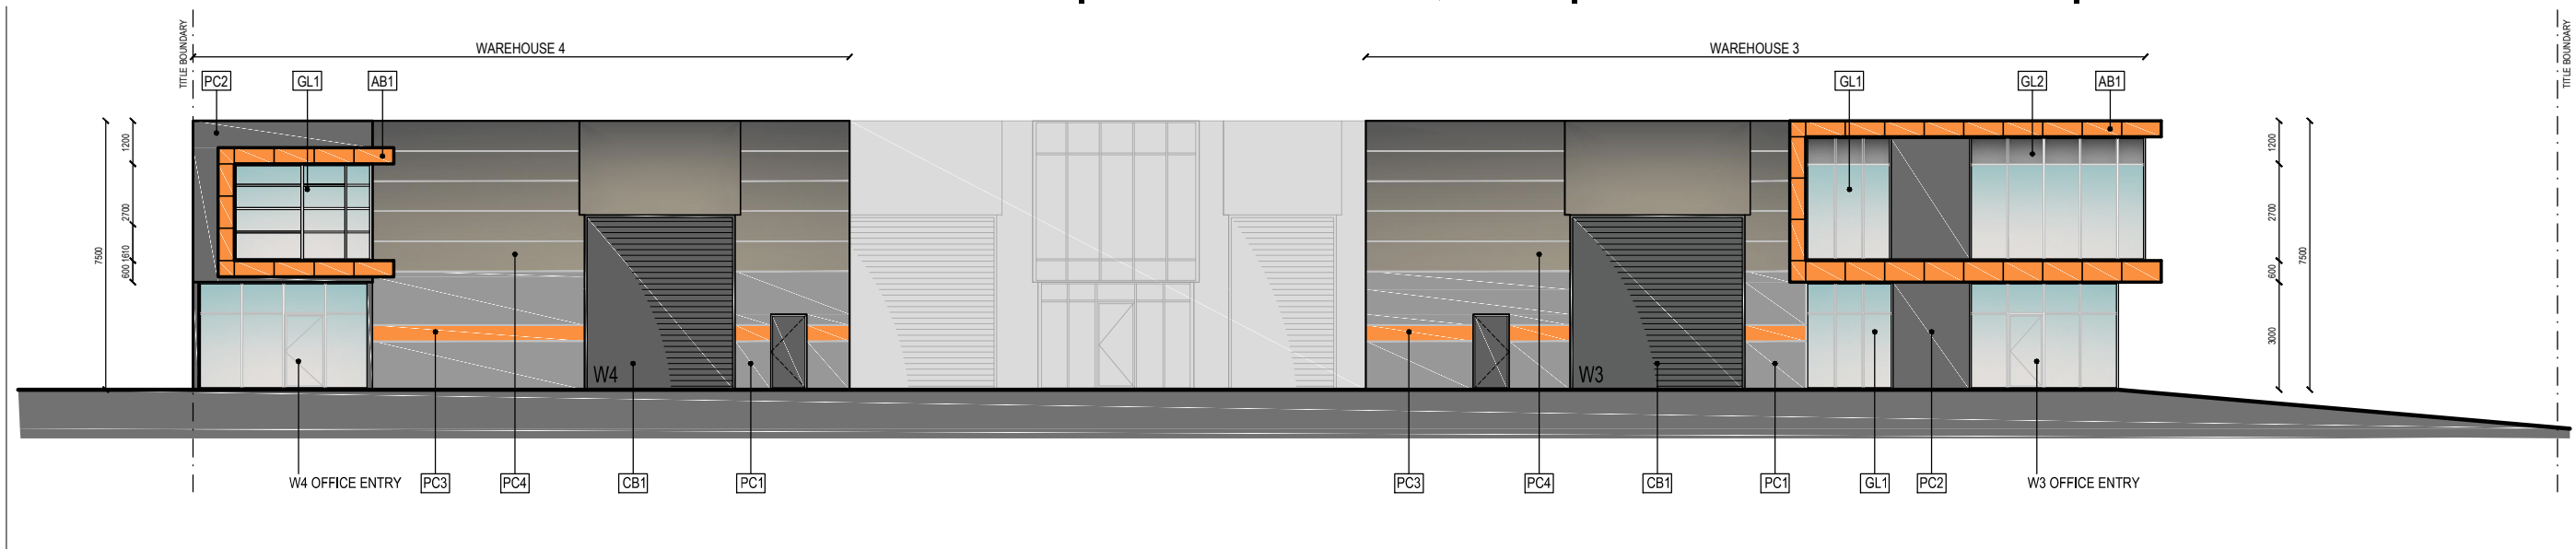 TITLE BOUNDARY
WAREHOUSE 4
WAREHOUSE 3
TITLE BOUNDARY
PC2
GL1
AB1
GL1
GL2
AB1
7500
1200
2700
1610
600
1200
2700
600
3000
7500
W4
W3
W4 OFFICE ENTRY
PC3
PC4
CB1
PC1
PC3
PC4
CB1
PC1
GL1
PC2
W3 OFFICE ENTRY